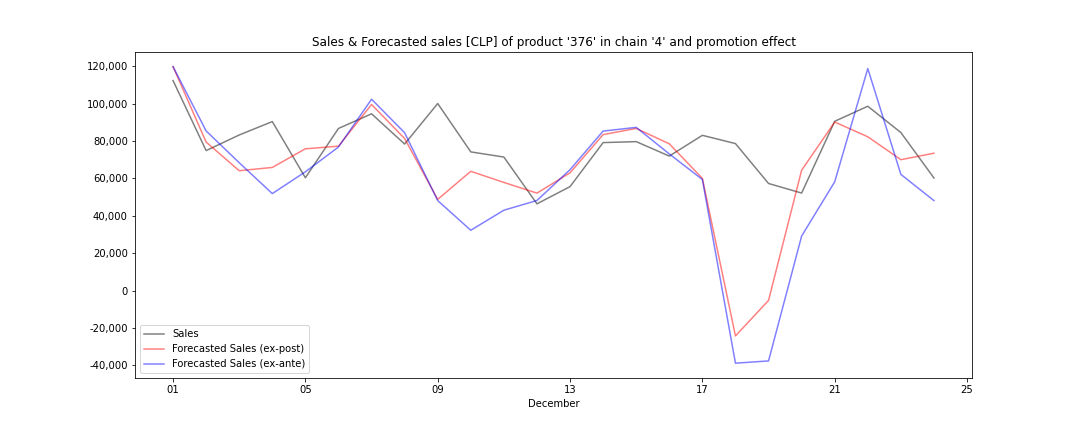 Sales & Forecasted sales [CLP] of product '376' in chain '4' and promotion effect
120,000
100,000
80,000
60,000
40,000
20,000
0
-20,000
-40,000
Sales
Forecasted Sales (ex-post)
Forecasted Sales (ex-ante)
01 05 09 13 17 21 25
December